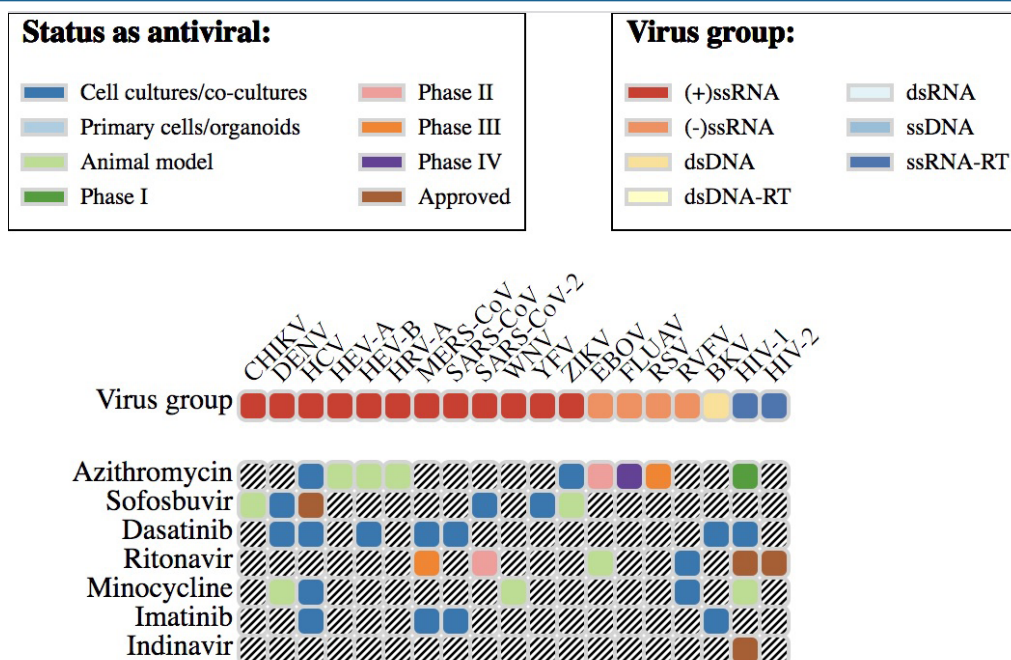 Status as antiviral:
Cell cultures/co-cultures
Primary cells/organoids
Animal model
Phase I
Phase II
Phase III
Phase IV
Approved
Virus group:
(+)ssRNA
(-)ssRNA
dsDNA
dsDNA-RT
dsRNA
ssDNA
ssRNA-RT
CHIKV
DENV
HCV
HEV-A
HEV-B
HRV-A
MERS-CoV
SARS-CoV
SARS-CoV-2
WNV
YFV
ZIKV
EBOV
FLUAV
RSV
RVFV
BKV
HIV-1
HIV-2
Virus group
Azithromycin
Sofosbuvir
Dasatinib
Ritonavir
Minocycline
Imatinib
Indinavir